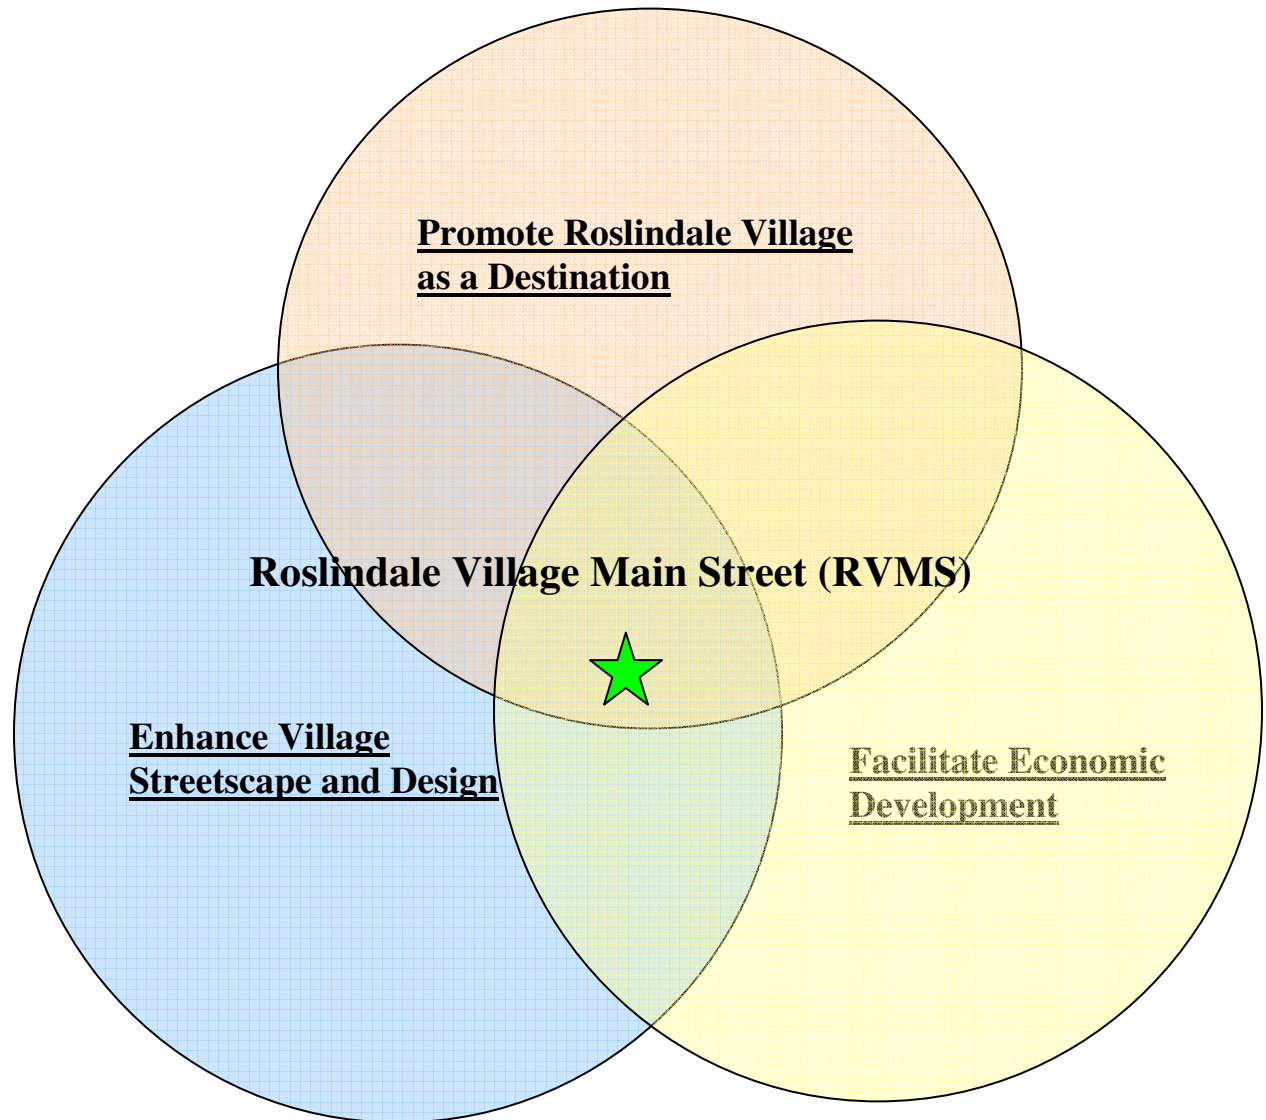 Promote Roslindale Village
as a Destination
Roslindale Village Main Street (RVMS)
Enhance Village
Streetscape and Design
Facilitate Economic
Development